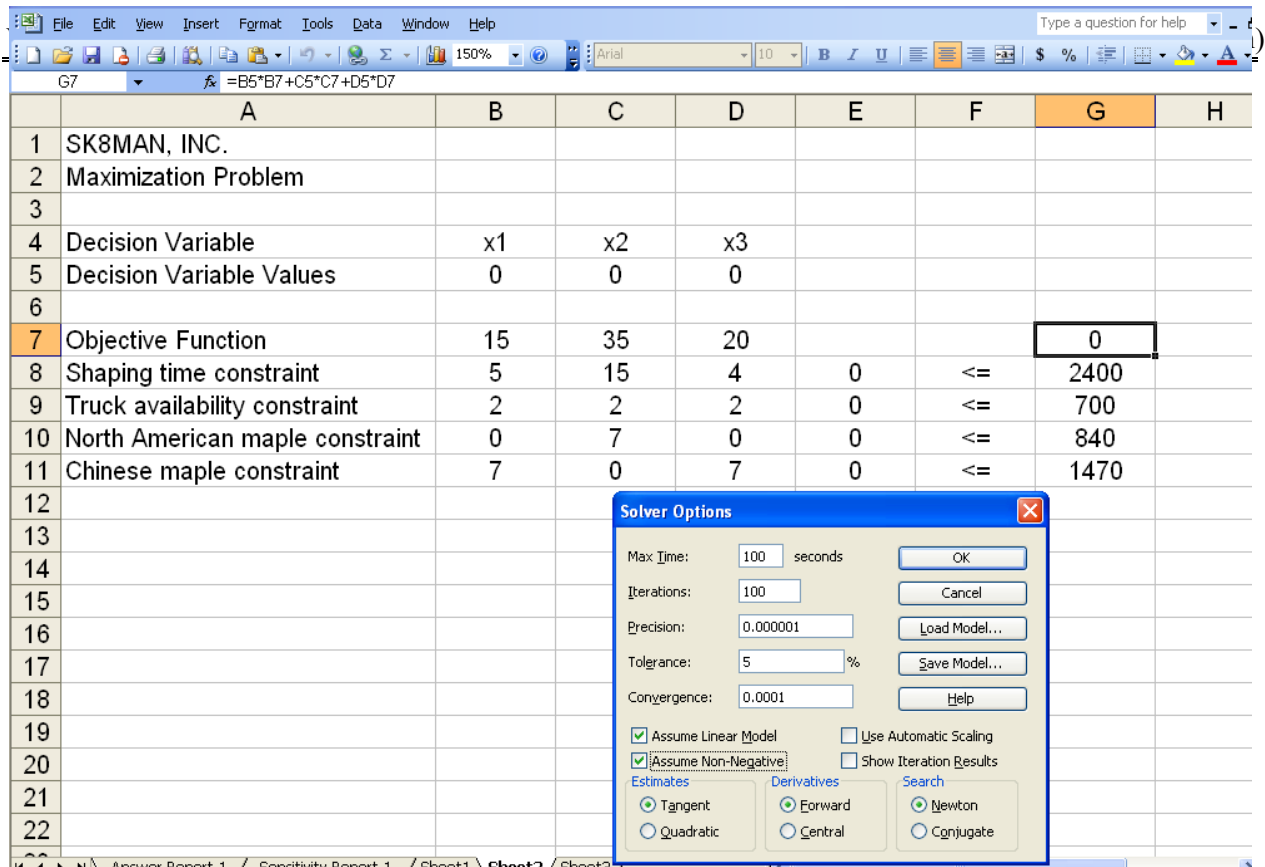 File Edit View Insert Format Tools Data Window Help Type a question for help
150% Arial 10 B I U $ %
)
G7 fx =B5*B7+C5*C7+D5*D7
A B C D E F G H
1 SK8MAN, INC.
2 Maximization Problem
3
4 Decision Variable x1 x2 x3
5 Decision Variable Values 0 0 0
6
7 Objective Function 15 35 20 0
8 Shaping time constraint 5 15 4 0 <= 2400
9 Truck availability constraint 2 2 2 0 <= 700
10 North American maple constraint 0 7 0 0 <= 840
11 Chinese maple constraint 7 0 7 0 <= 1470
12
13
14
15
16
17
18
19
20
21
22
Solver Options
Max Time: 100 seconds OK
Iterations: 100 Cancel
Precision: 0.000001 Load Model...
Tolerance: 5 % Save Model...
Convergence: 0.0001 Help
Assume Linear Model Use Automatic Scaling
Assume Non-Negative Show Iteration Results
Estimates Derivatives Search
Tangent Forward Newton
Quadratic Central Conjugate
Answer Report 1 / Sensitivity Report 1 / Sheet1 \ Sheet2 / Sheet3